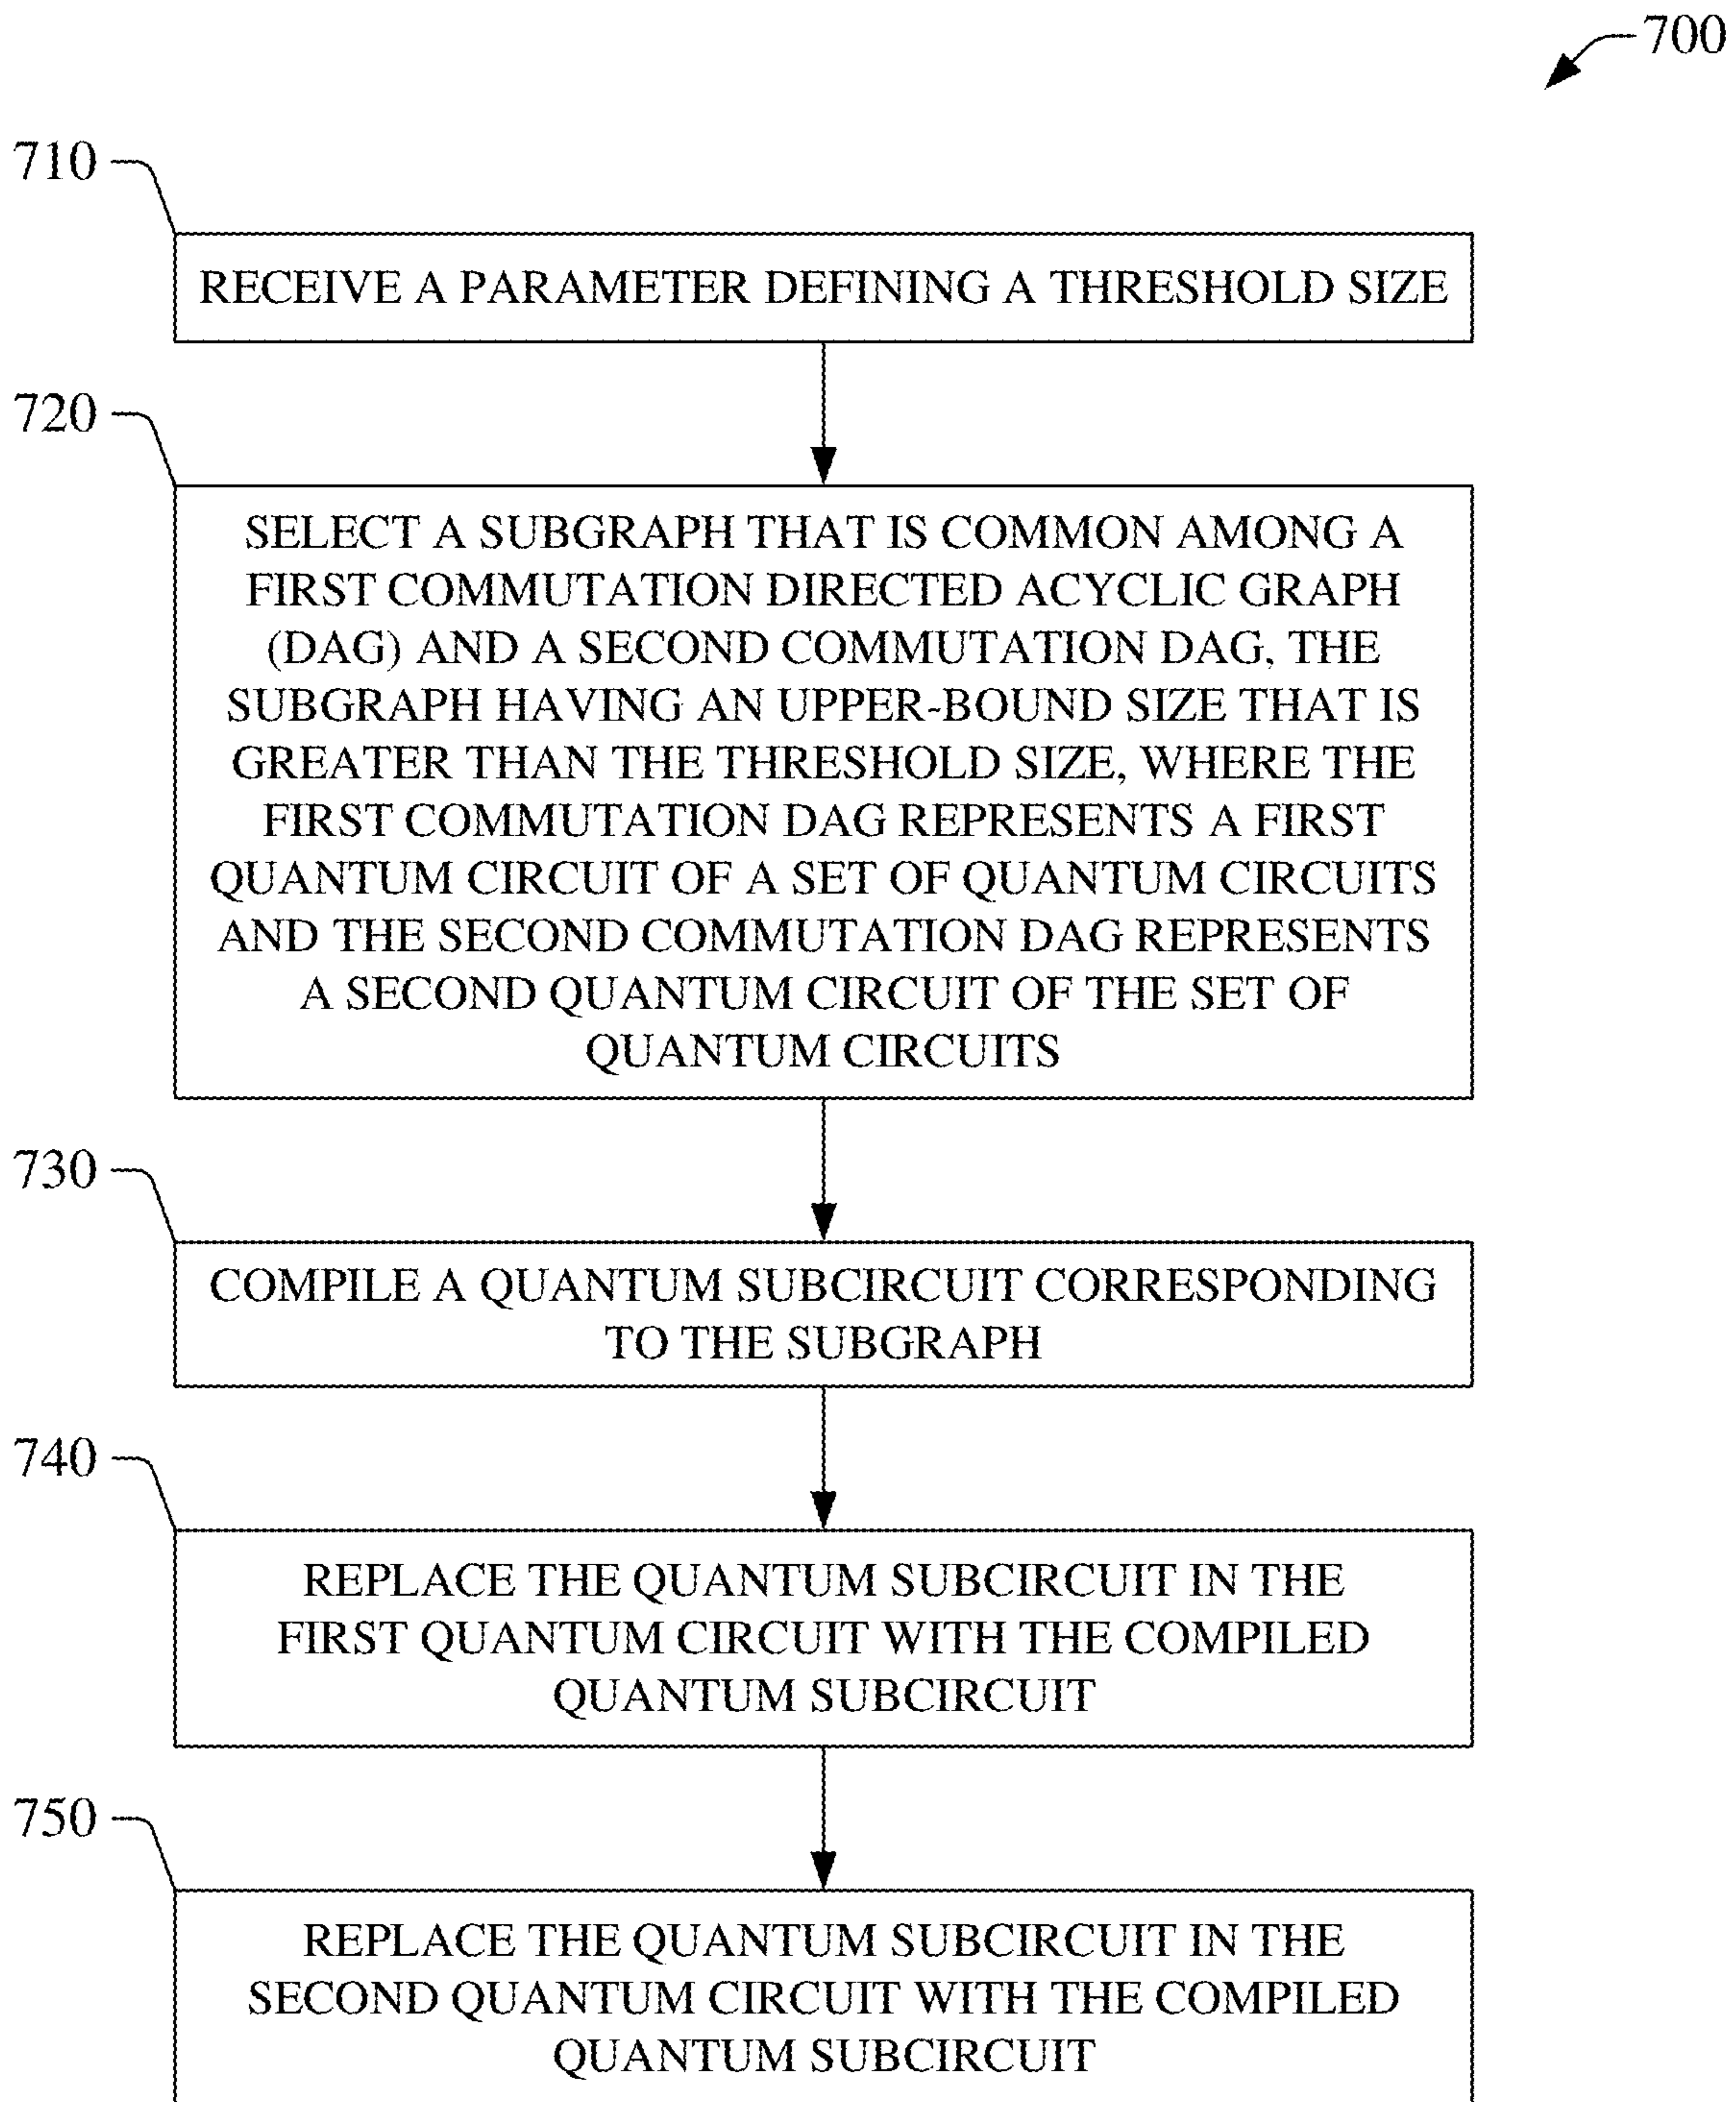 700
710
RECEIVE A PARAMETER DEFINING A THRESHOLD SIZE
720
SELECT A SUBGRAPH THAT IS COMMON AMONG A
FIRST COMMUTATION DIRECTED ACYCLIC GRAPH
(DAG) AND A SECOND COMMUTATION DAG, THE
SUBGRAPH HAVING AN UPPER-BOUND SIZE THAT IS
GREATER THAN THE THRESHOLD SIZE, WHERE THE
FIRST COMMUTATION DAG REPRESENTS A FIRST
QUANTUM CIRCUIT OF A SET OF QUANTUM CIRCUITS
AND THE SECOND COMMUTATION DAG REPRESENTS
A SECOND QUANTUM CIRCUIT OF THE SET OF
QUANTUM CIRCUITS
730
COMPILE A QUANTUM SUBCIRCUIT CORRESPONDING
TO THE SUBGRAPH
740
REPLACE THE QUANTUM SUBCIRCUIT IN THE
FIRST QUANTUM CIRCUIT WITH THE COMPILED
QUANTUM SUBCIRCUIT
750
REPLACE THE QUANTUM SUBCIRCUIT IN THE
SECOND QUANTUM CIRCUIT WITH THE COMPILED
QUANTUM SUBCIRCUIT